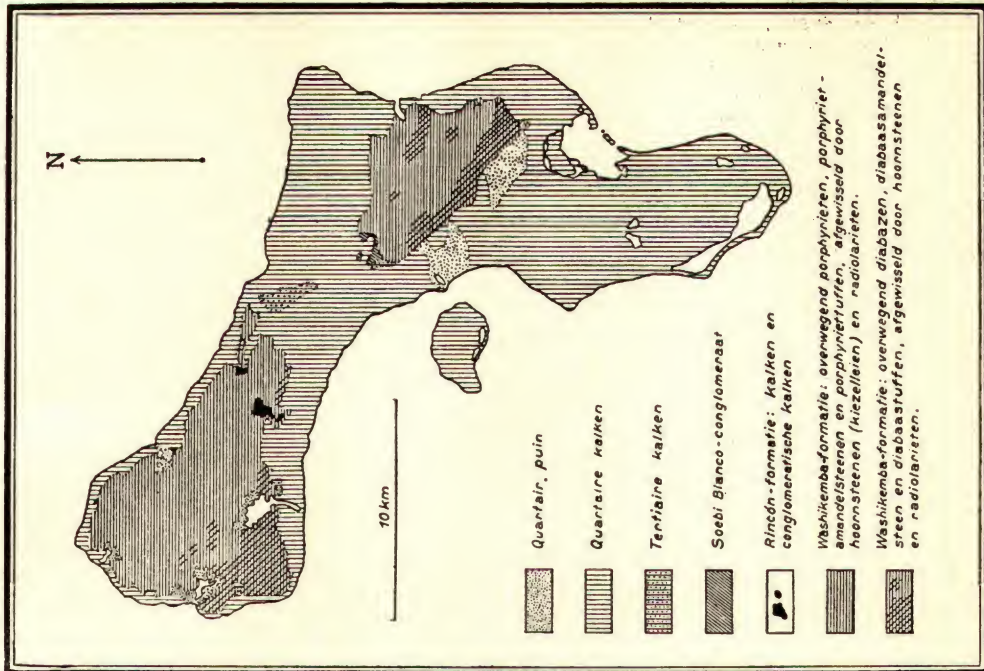 N
10 km
Quartair, puin
Quartaire kalken
Tertiaire kalken
Soebi Blanco-conglomeraat
Rincón-formatie: kalken en
conglomeratische kalken
Washikemba-formatie: overwegend porphyrieten, porphyriet-
amandelsteenen en porphyriettuffen, afgewisseld door
hoornsteenen (kiezelleien) en radiolarieten.
Washikemba-formatie: overwegend diabazen, diabaasamandel-
steen en diabaastuffen, afgewisseld door hoornsteenen
en radiolarieten.